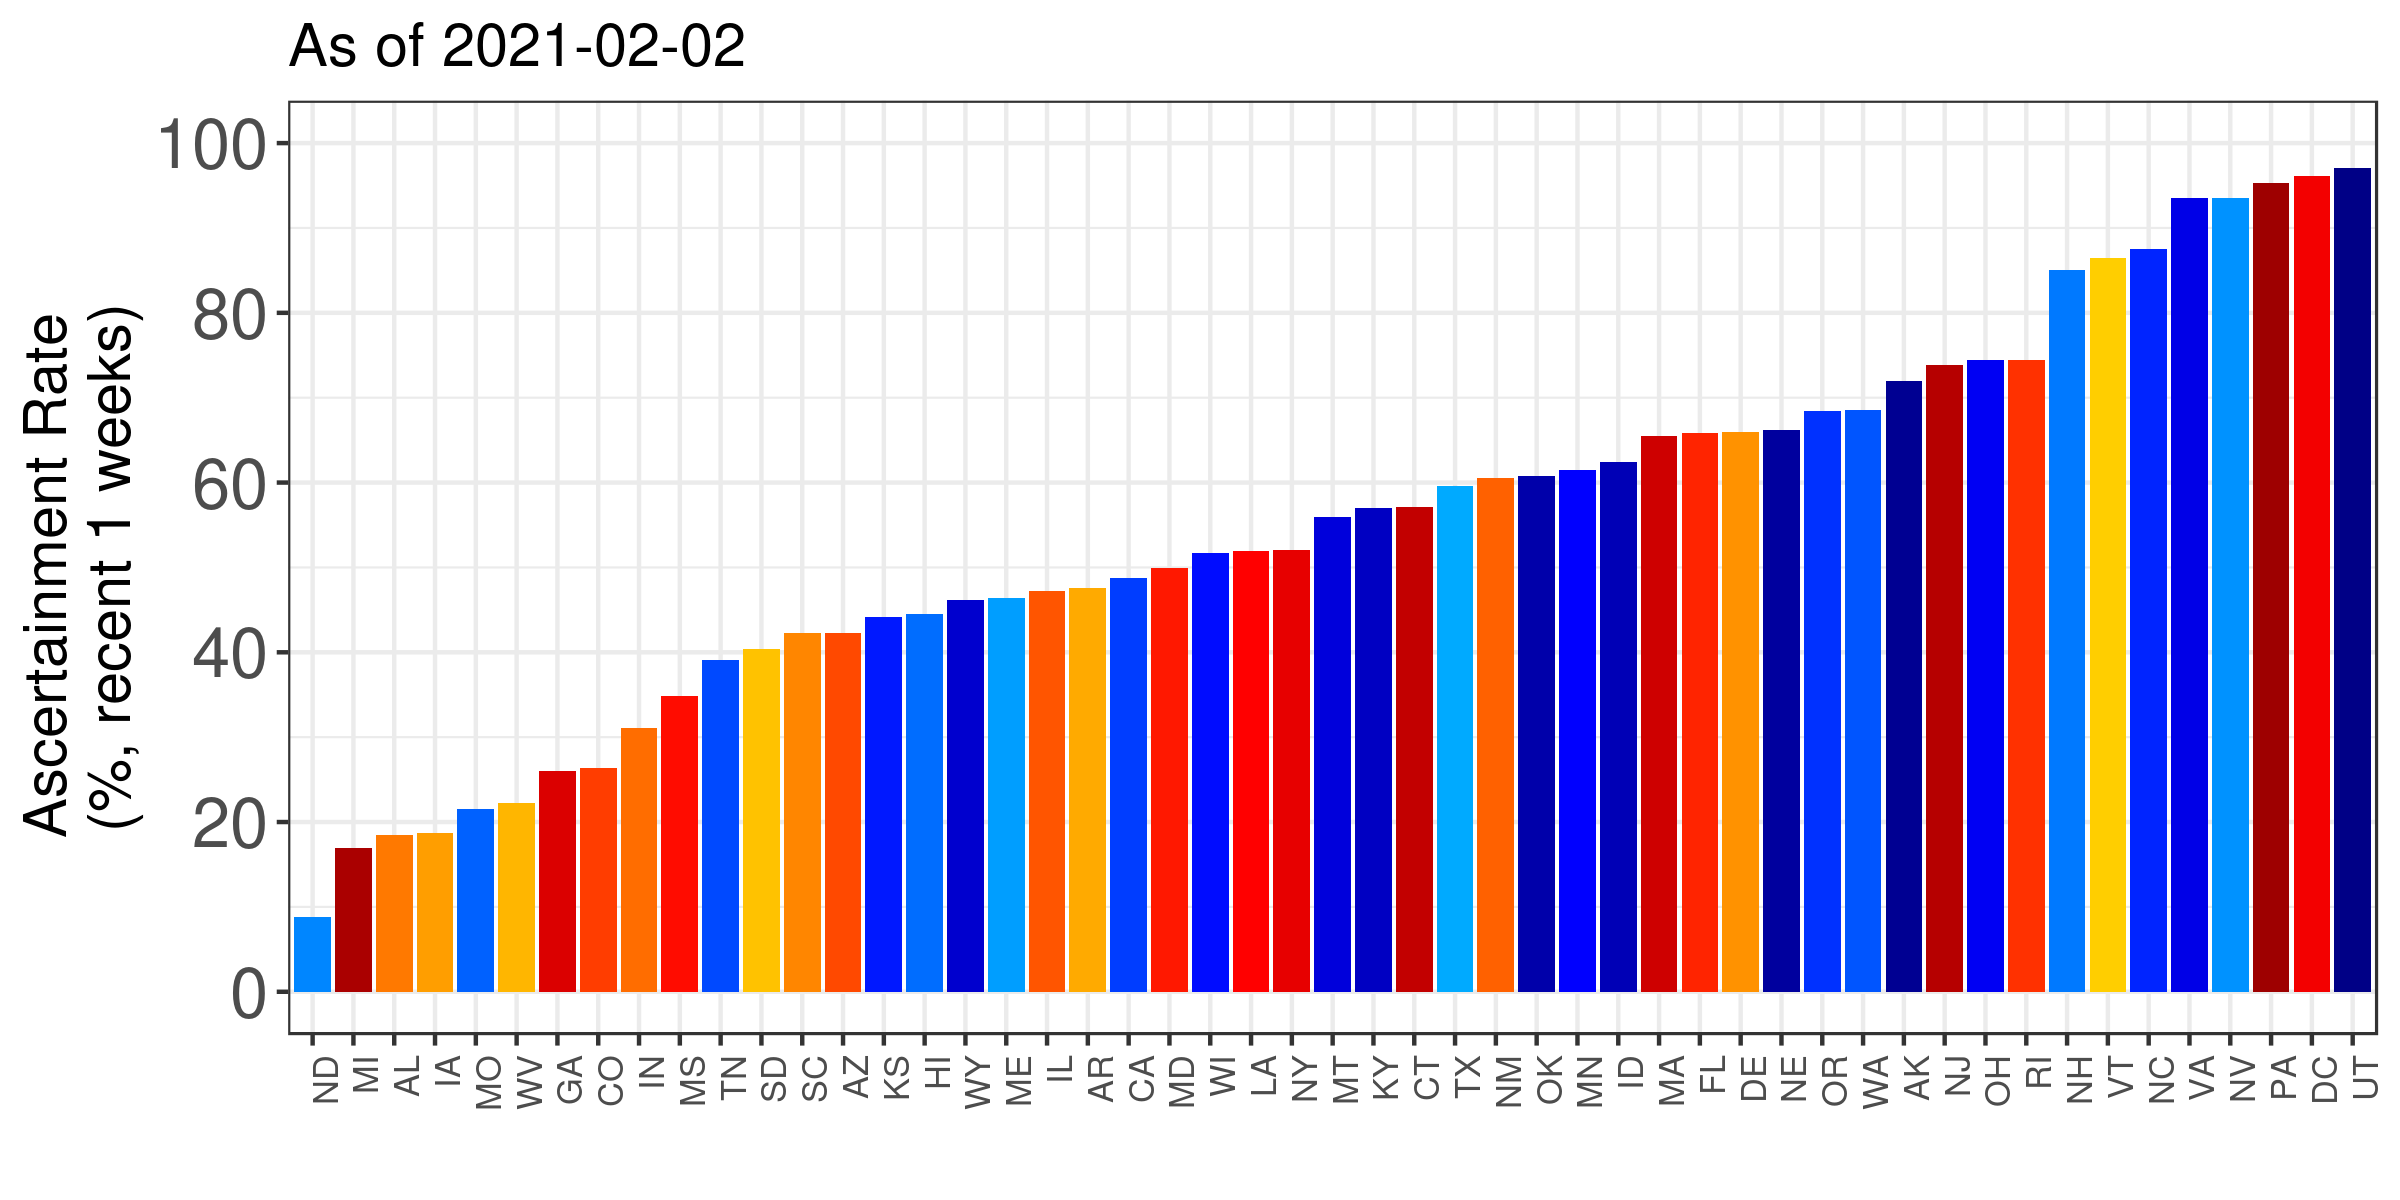 As of 2021-02-02
Ascertainment Rate
(%, recent 1 weeks)
100
80
60
40
20
0
ND MI AL IA MO WV GA CO IN MS TN SD SC AZ KS HI WY ME IL AR CA MD WI LA NY MT KY CT TX NM OK MN ID MA FL DE NE OR WA AK NJ OH RI NH VT NC VA NV PA DC UT